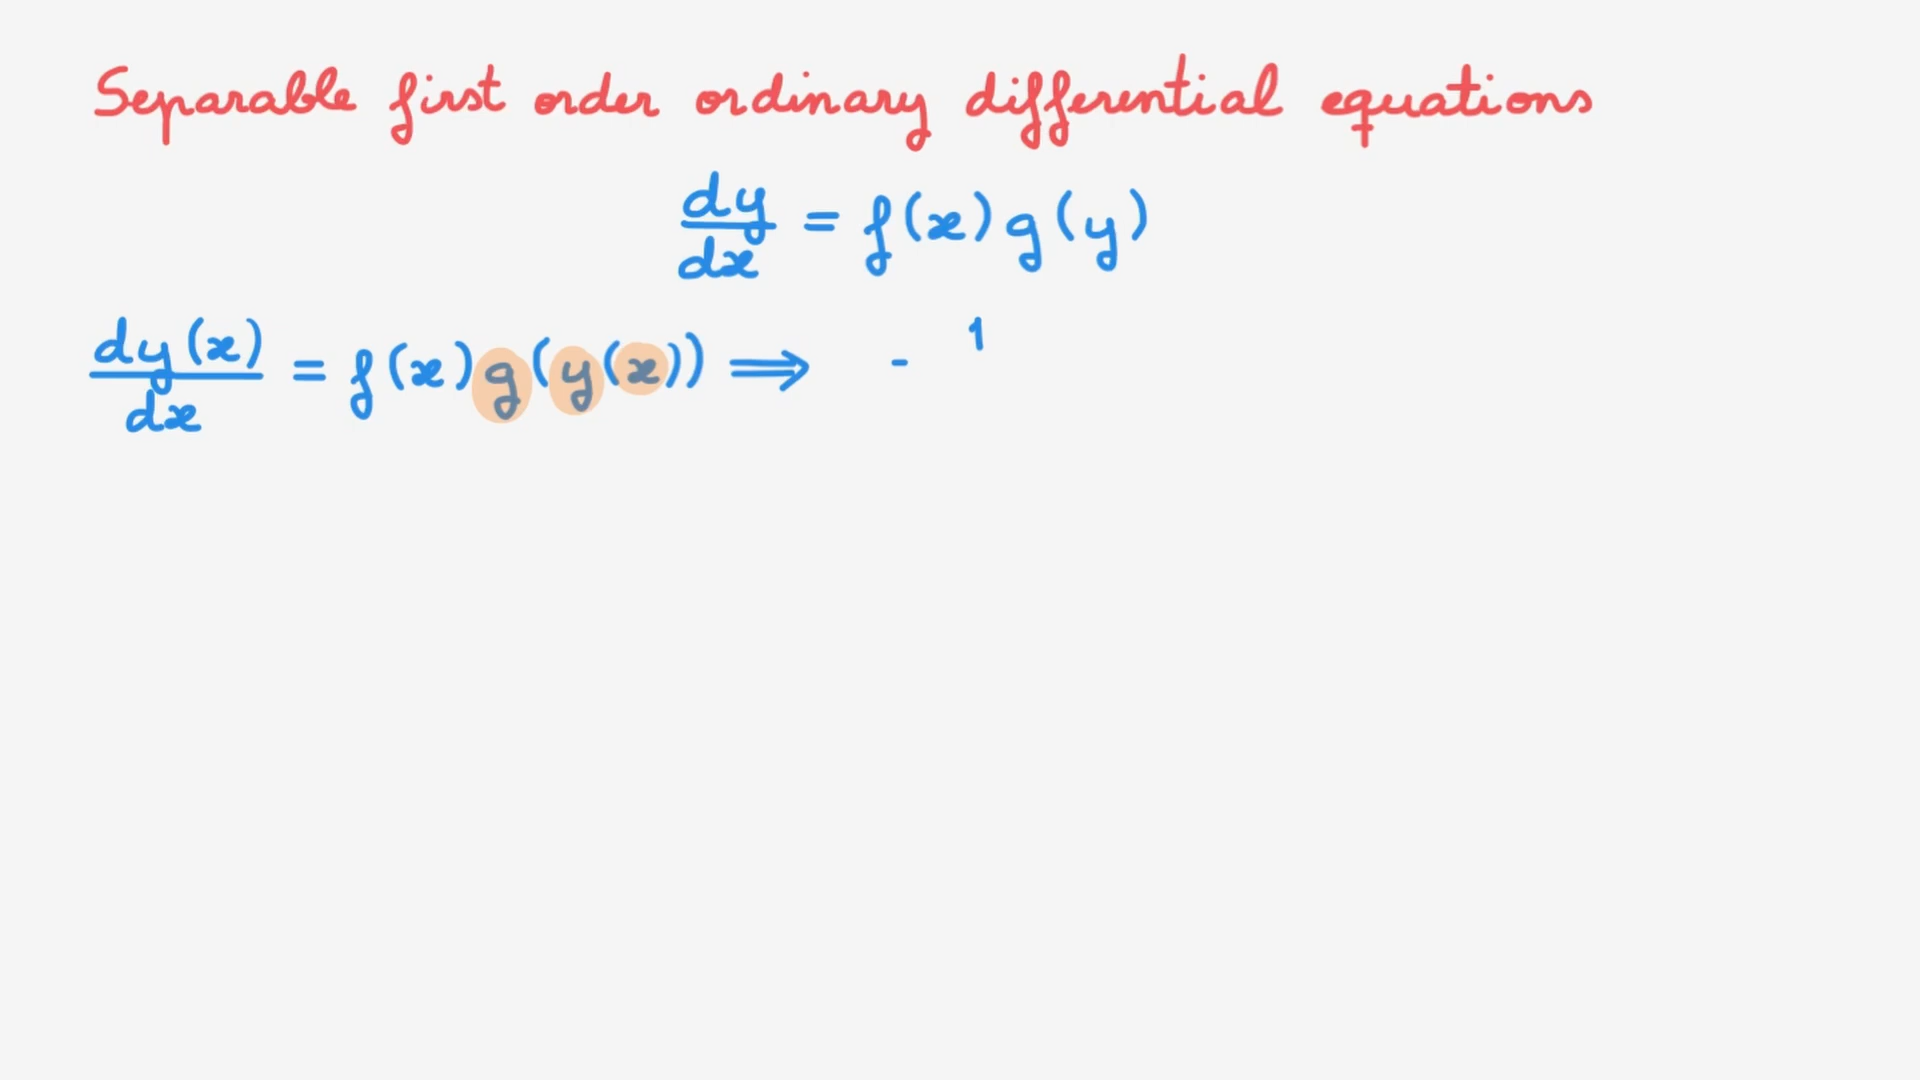 Separable first order ordinary differential equations
dy/dx = f(x)g(y)
dy(x)/dx = f(x)g(y(x)) ⟹ - 1